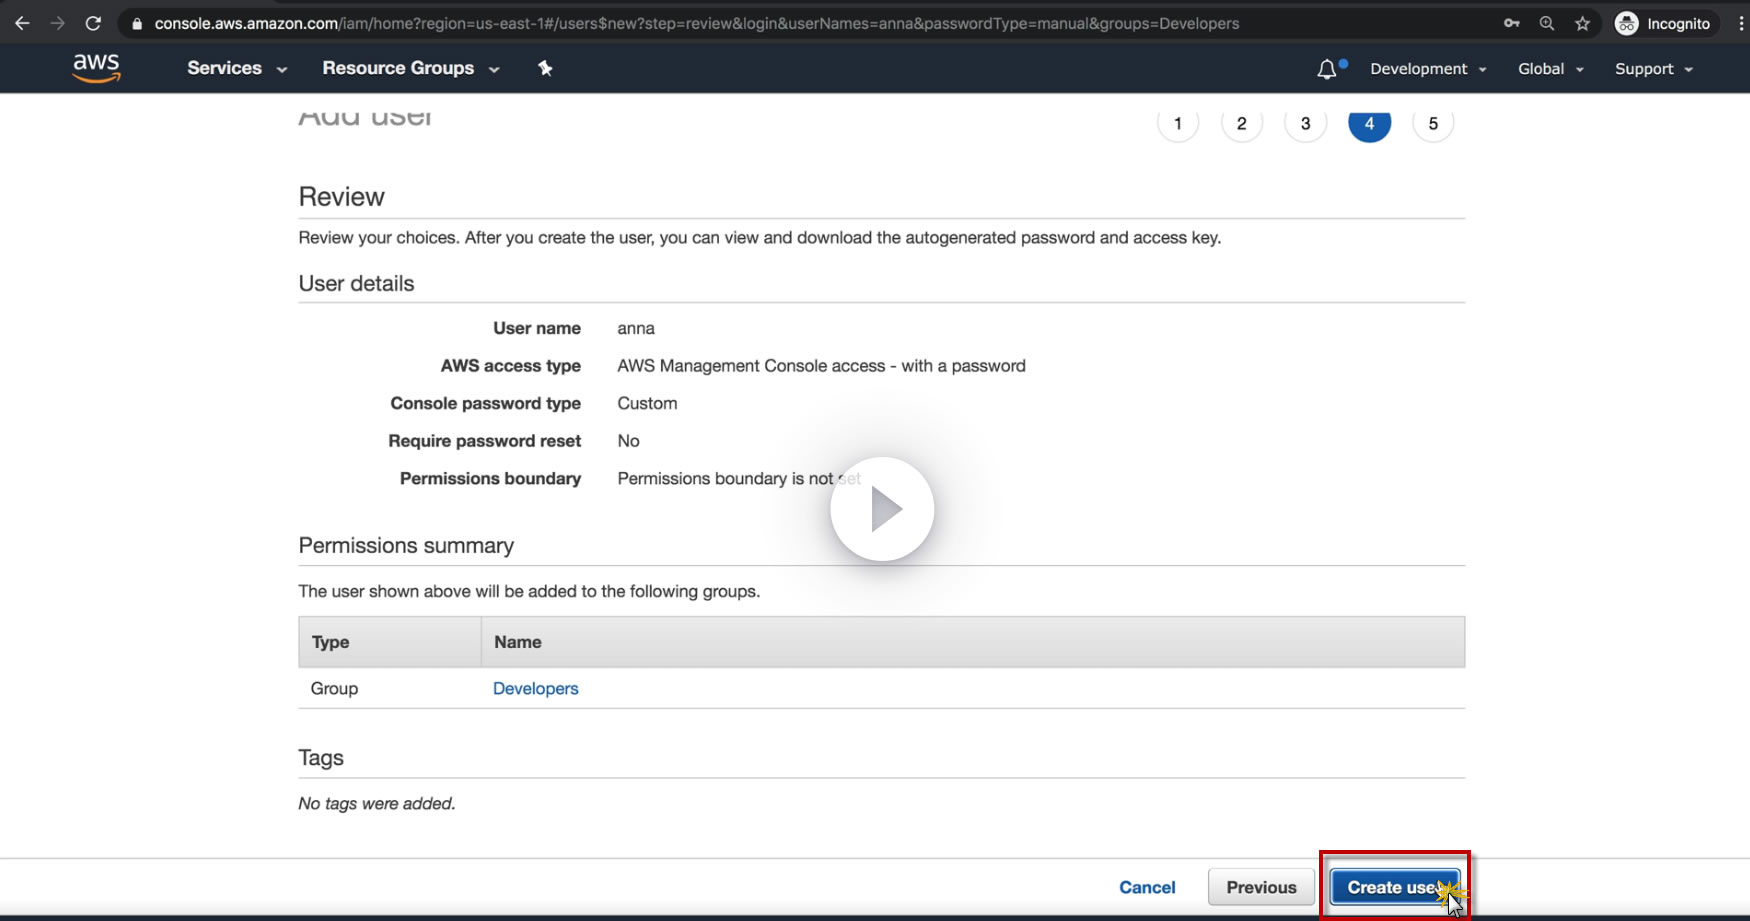 console.aws.amazon.com/iam/home?region=us-east-1#/users$new?step=review&login&userNames=anna&passwordType=manual&groups=Developers
Incognito
aws
Services
Resource Groups
Development
Global
Support
Add user
1
2
3
4
5
Review
Review your choices. After you create the user, you can view and download the autogenerated password and access key.
User details
User name anna
AWS access type AWS Management Console access - with a password
Console password type Custom
Require password reset No
Permissions boundary Permissions boundary is not set
Permissions summary
The user shown above will be added to the following groups.
Type Name
Group Developers
Tags
No tags were added.
Cancel
Previous
Create user